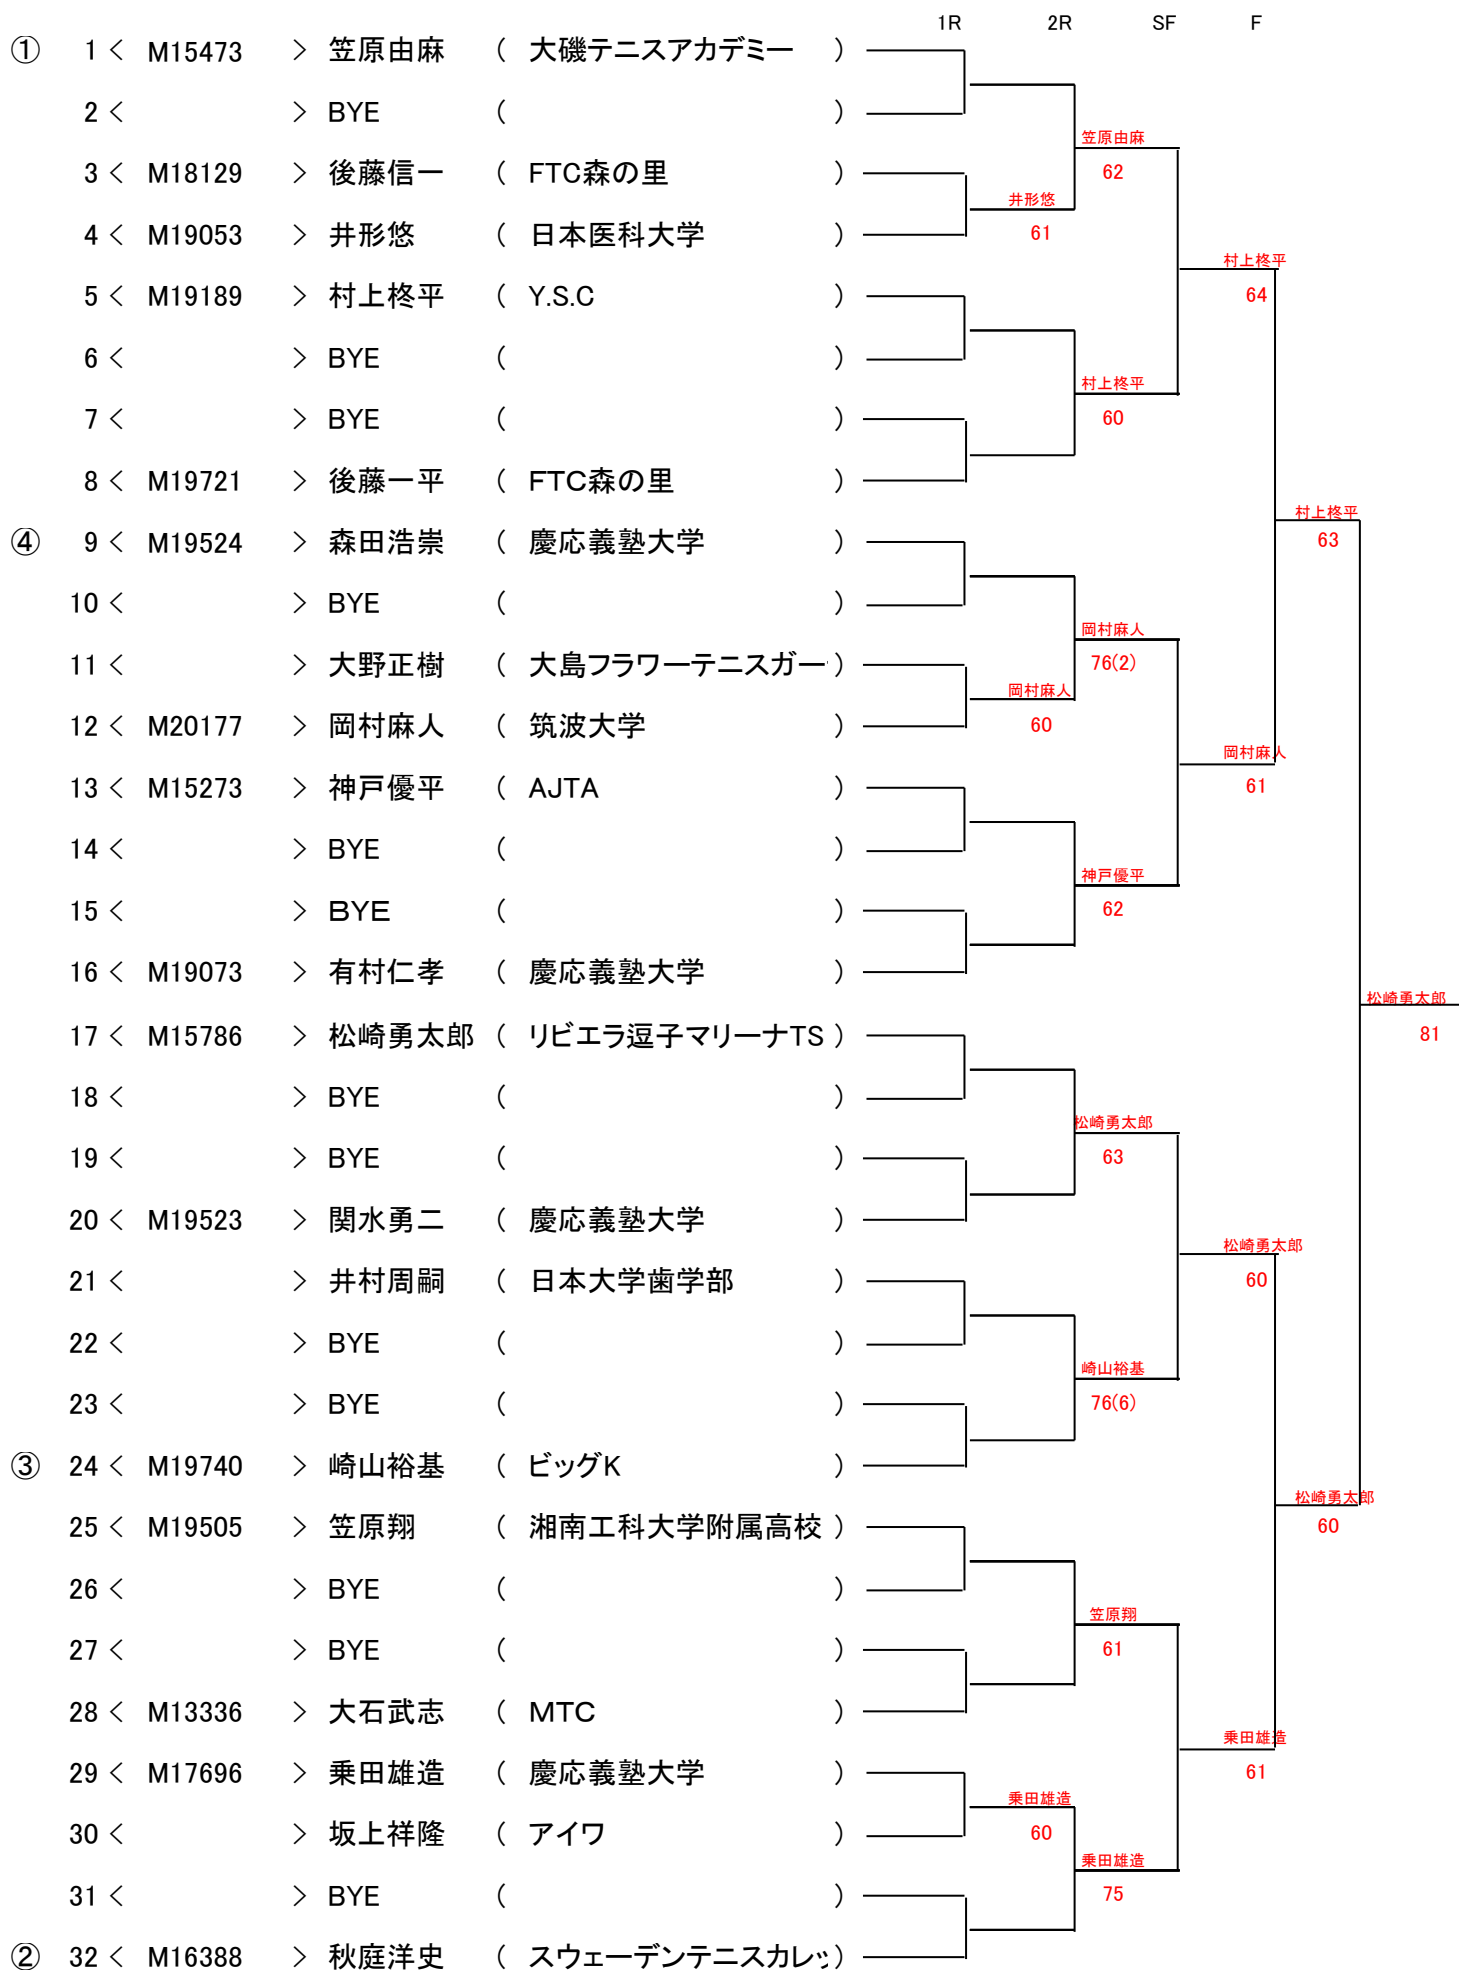 1R 2R SF F
① 1 < M15473 > 笠原由麻 ( 大磯テニスアカデミー )
2 < > BYE ( )
笠原由麻
3 < M18129 > 後藤信一 ( FTC森の里 ) 62
井形悠
4 < M19053 > 井形悠 ( 日本医科大学 ) 61
村上柊平
5 < M19189 > 村上柊平 ( Y.S.C ) 64
6 < > BYE ( )
村上柊平
7 < > BYE ( ) 60
8 < M19721 > 後藤一平 ( FTC森の里 )
村上柊平
④ 9 < M19524 > 森田浩崇 ( 慶応義塾大学 ) 63
10 < > BYE ( )
岡村麻人
11 < > 大野正樹 ( 大島フラワーテニスガー ) 76(2)
岡村麻人
12 < M20177 > 岡村麻人 ( 筑波大学 ) 60
岡村麻人
13 < M15273 > 神戸優平 ( AJTA ) 61
14 < > BYE ( )
神戸優平
15 < > BYE ( ) 62
16 < M19073 > 有村仁孝 ( 慶応義塾大学 )
松崎勇太郎
17 < M15786 > 松崎勇太郎 ( リビエラ逗子マリーナTS ) 81
18 < > BYE ( )
松崎勇太郎
19 < > BYE ( ) 63
20 < M19523 > 関水勇二 ( 慶応義塾大学 )
松崎勇太郎
21 < > 井村周嗣 ( 日本大学歯学部 ) 60
22 < > BYE ( )
崎山裕基
23 < > BYE ( ) 76(6)
③ 24 < M19740 > 崎山裕基 ( ビッグK )
松崎勇太郎
25 < M19505 > 笠原翔 ( 湘南工科大学附属高校 ) 60
26 < > BYE ( )
笠原翔
27 < > BYE ( ) 61
28 < M13336 > 大石武志 ( MTC )
乗田雄造
29 < M17696 > 乗田雄造 ( 慶応義塾大学 ) 61
乗田雄造
30 < > 坂上祥隆 ( アイワ ) 60
乗田雄造
31 < > BYE ( ) 75
② 32 < M16388 > 秋庭洋史 ( スウェーデンテニスカレッ )